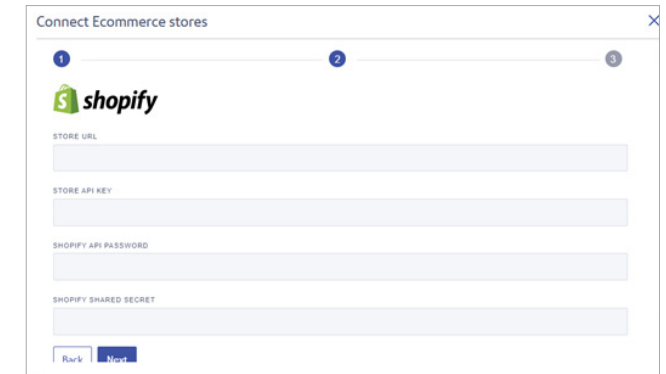 Connect Ecommerce stores
1 2 3
shopify
STORE URL
STORE API KEY
SHOPIFY API PASSWORD
SHOPIFY SHARED SECRET
Back Next